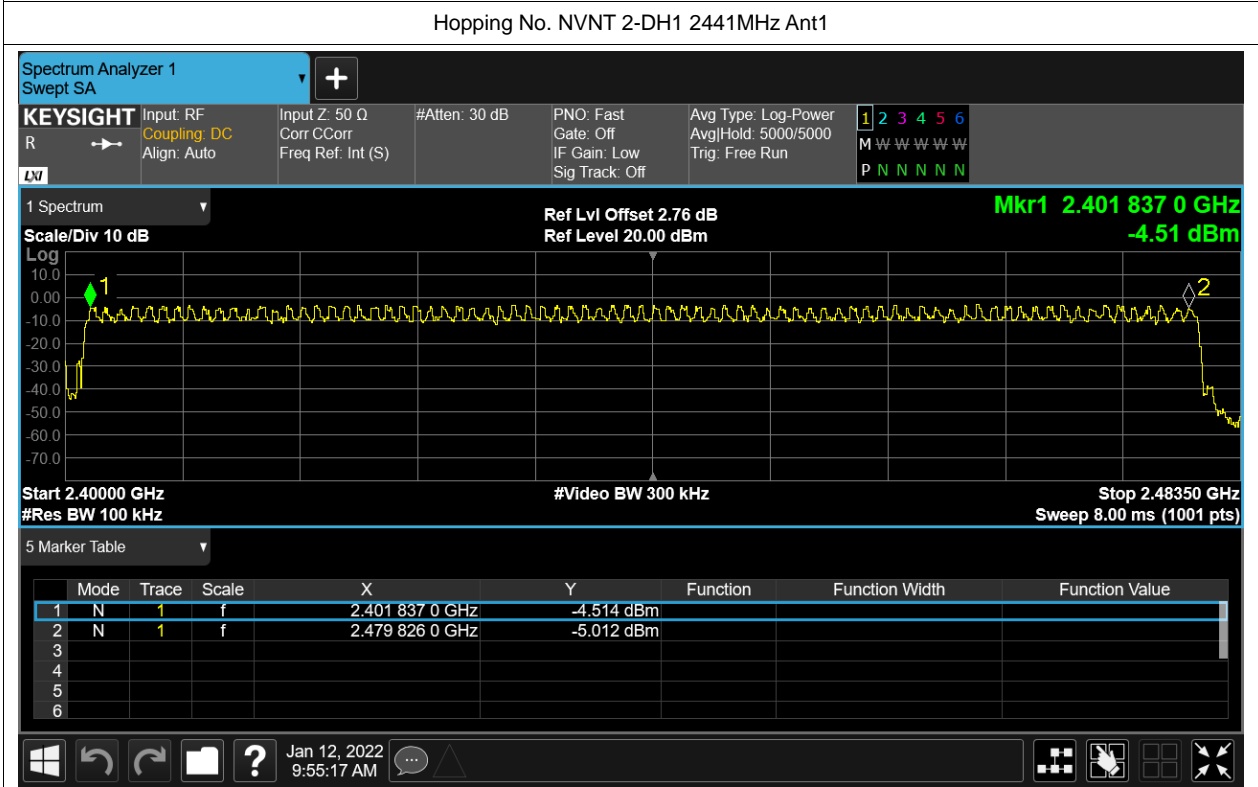 Hopping No. NVNT 2-DH1 2441MHz Ant1
Spectrum Analyzer 1
Swept SA
KEYSIGHT
R
LXI
Input: RF
Coupling: DC
Align: Auto
Input Z: 50 Ω
Corr CCorr
Freq Ref: Int (S)
#Atten: 30 dB
PNO: Fast
Gate: Off
IF Gain: Low
Sig Track: Off
Avg Type: Log-Power
Avg|Hold: 5000/5000
Trig: Free Run
1 2 3 4 5 6
M W W W W W
P N N N N N
1 Spectrum
Scale/Div 10 dB
Ref Lvl Offset 2.76 dB
Ref Level 20.00 dBm
Mkr1 2.401 837 0 GHz
-4.51 dBm
Log
10.0
0.00
-10.0
-20.0
-30.0
-40.0
-50.0
-60.0
-70.0
1
2
Start 2.40000 GHz
#Res BW 100 kHz
#Video BW 300 kHz
Stop 2.48350 GHz
Sweep 8.00 ms (1001 pts)
5 Marker Table
Mode Trace Scale X Y Function Function Width Function Value
1 N 1 f 2.401 837 0 GHz -4.514 dBm
2 N 1 f 2.479 826 0 GHz -5.012 dBm
3
4
5
6
?
Jan 12, 2022
9:55:17 AM